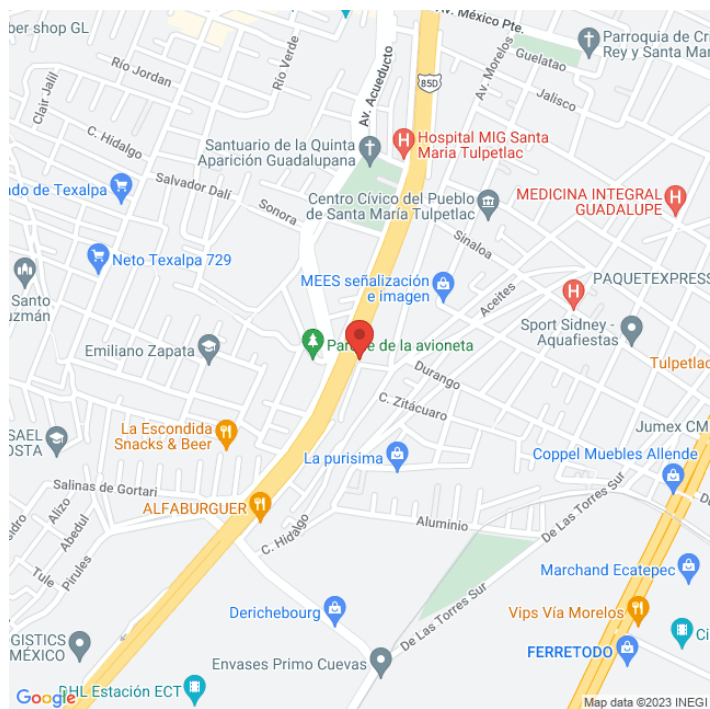 ber shop GL
Av. México Pte.
Guelatao
Parroquia de Cri
Rey y Santa Mar
Río Jordan
Río Verde
Av. Acueducto
85D
Av. Morelos
Jalisco
Clair Jalil
C. Hidalgo
Santuario de la Quinta
Aparición Guadalupana
Hospital MIG Santa
María Tulpetlac
Salvador Dalí
ndo de Texalpa
Sonora
Centro Cívico del Pueblo
de Santa María Tulpetlac
MEDICINA INTEGRAL
GUADALUPE
Sinaloa
Neto Texalpa 729
MEES señalización
e imagen
Aceites
PAQUETEXPRESS
Santo
uzmán
Sport Sidney -
Aquafiestas
Emiliano Zapata
Parque de la avioneta
Durango
Tulpetlac
C. Zitácuaro
La Escondida
Snacks & Beer
Jumex CM
SAEL
OSTA
La purisima
Coppel Muebles Allende
Salinas de Gortari
ALFABURGUER
De Las Torres Sur
Aluminio
C. Hidalgo
sidro
Alizo
Abedul
Tule
Pirules
Marchand Ecatepec
Derichebourg
Vips Vía Morelos
De Las Torres Sur
OGISTICS
MÉXICO
FERRETODO
Ci
Envases Primo Cuevas
DHL Estación ECT
Google
Map data ©2023 INEGI